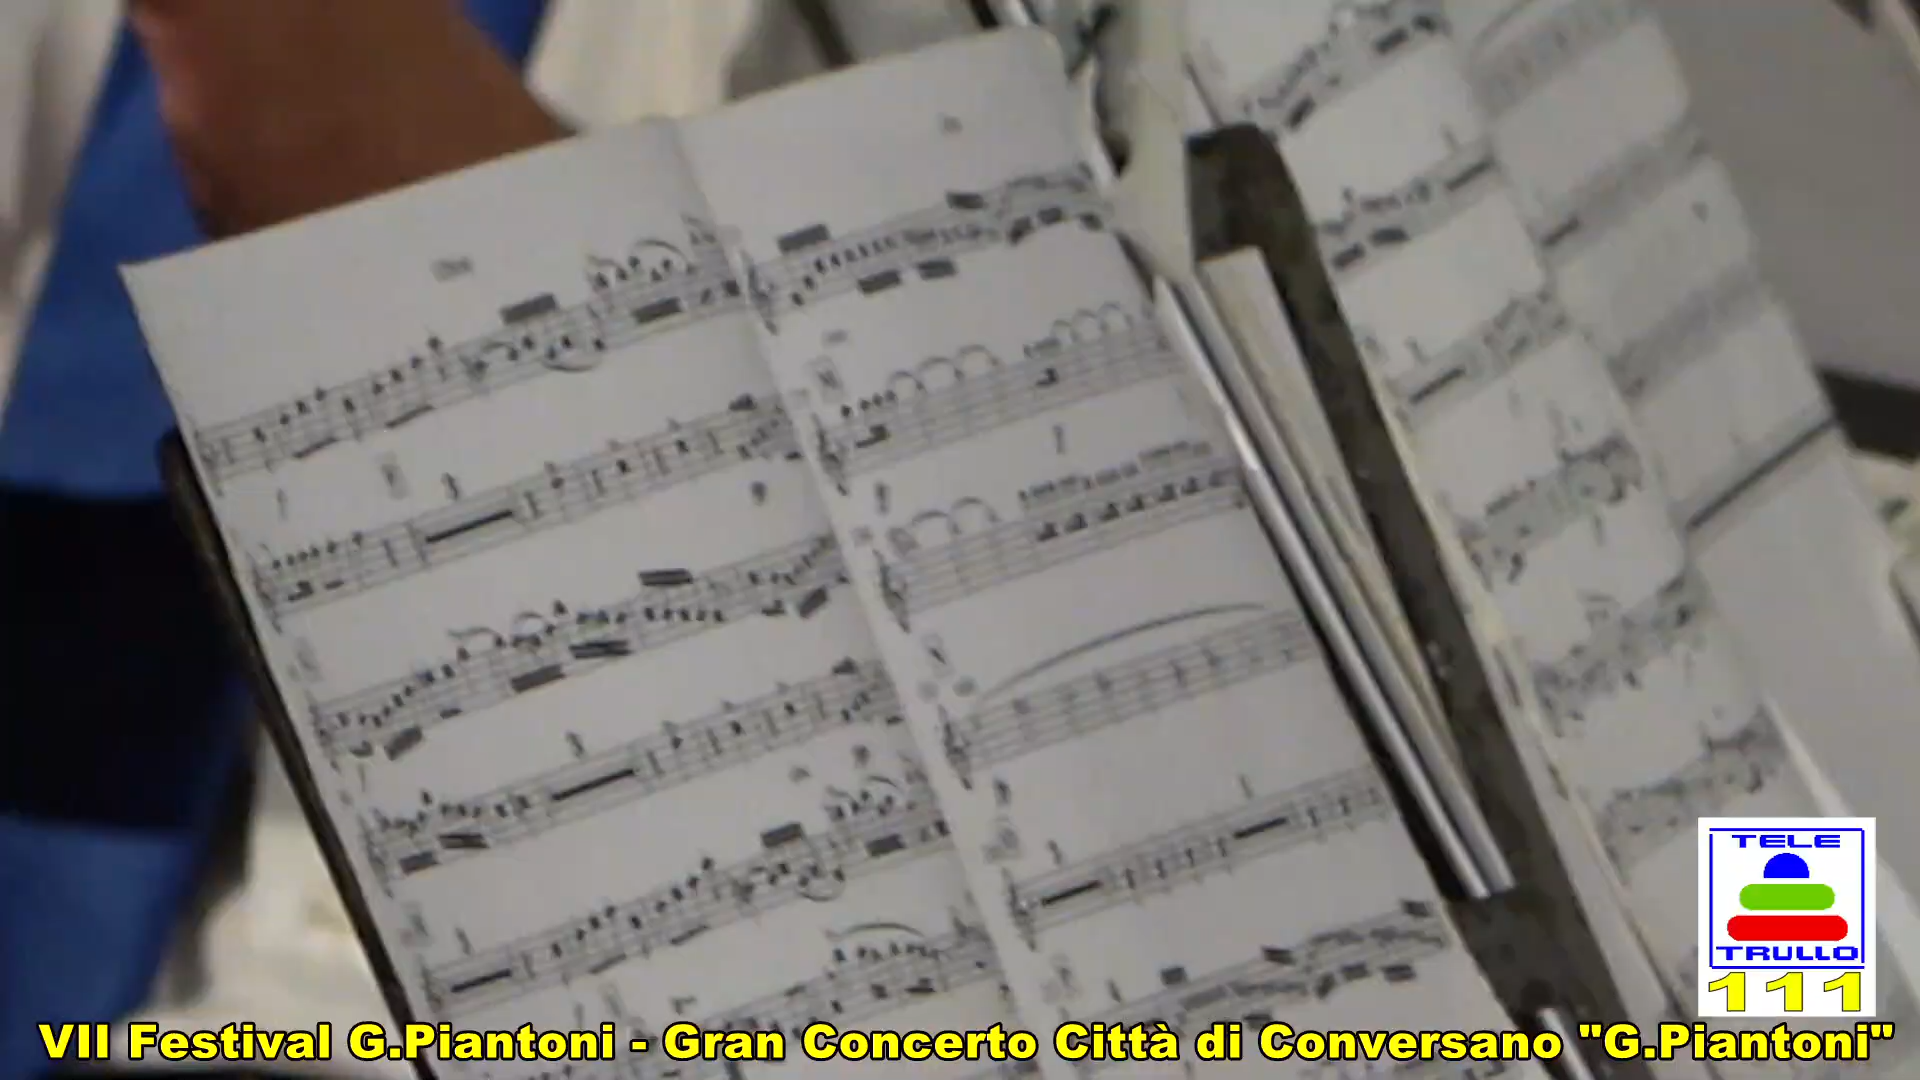 TELE
TRULLO
111
VII Festival G.Piantoni - Gran Concerto Città di Conversano "G.Piantoni"